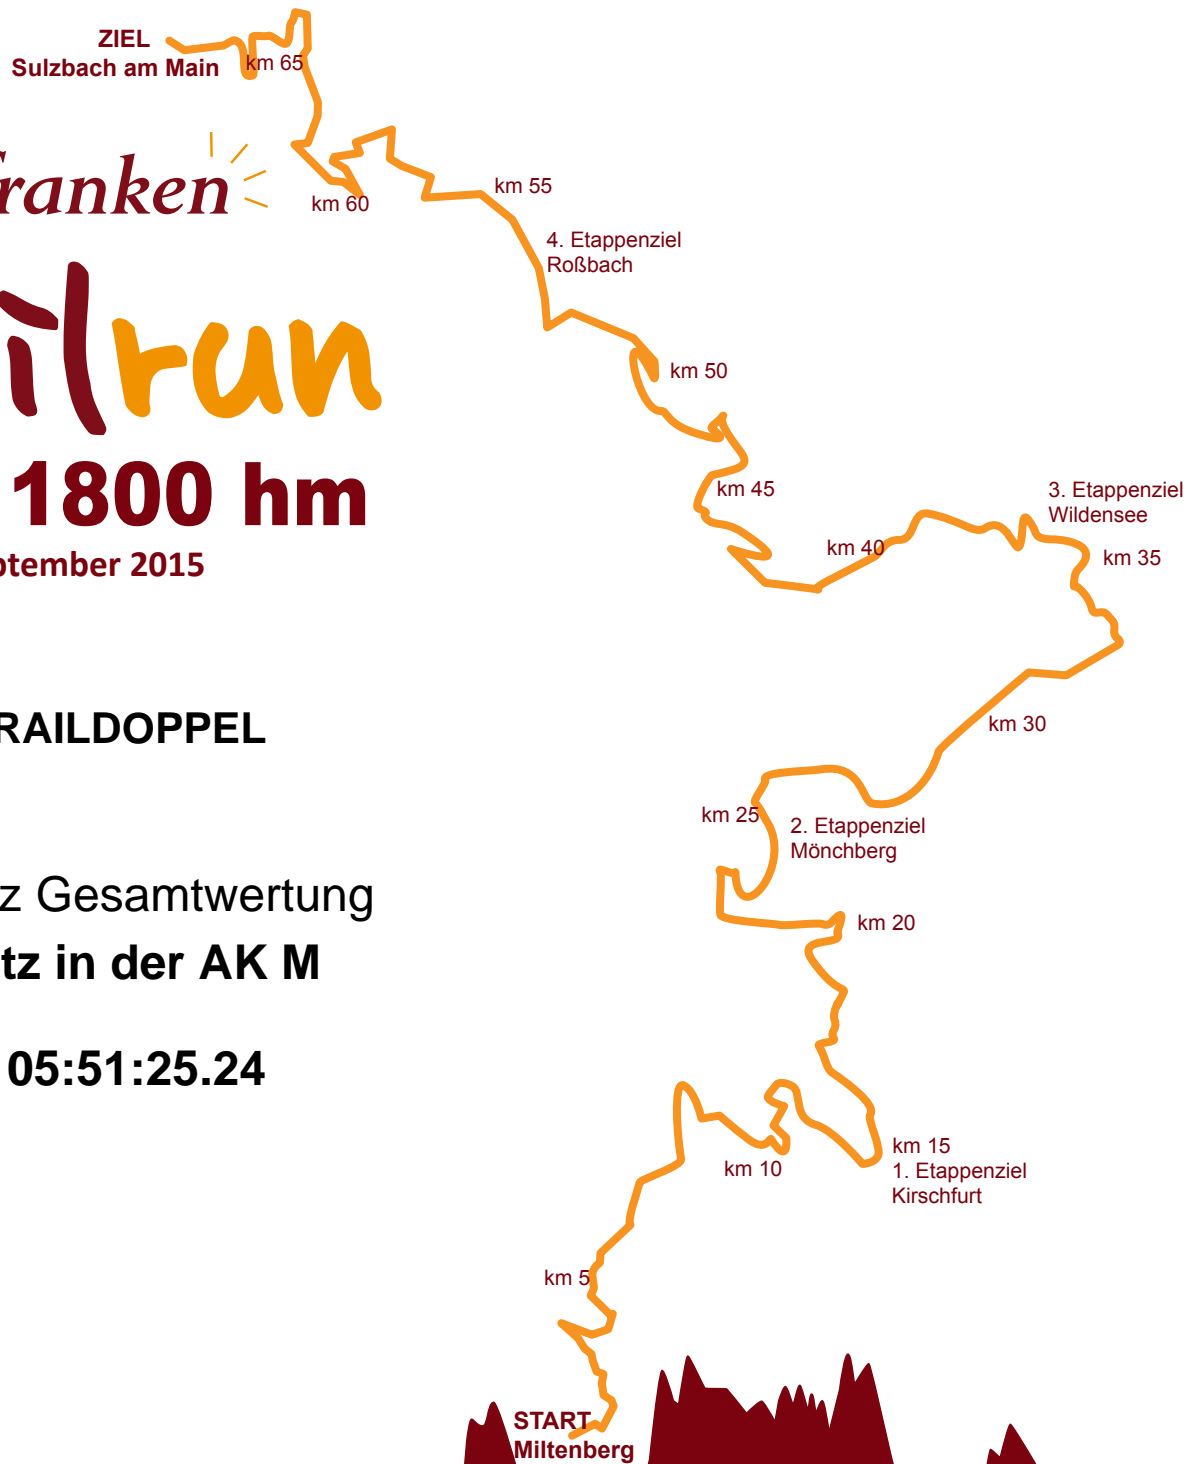 ZIEL
Sulzbach am Main
km 65
km 60
km 55
4. Etappenziel
Roßbach
franken
ilrun
km 50
1800 hm
ptember 2015
km 45
km 40
3. Etappenziel
Wildensee
km 35
RAILDOPPEL
km 30
km 25
2. Etappenziel
Mönchberg
z Gesamtwertung
km 20
tz in der AK M
05:51:25.24
km 15
1. Etappenziel
Kirschfurt
km 10
km 5
START
Miltenberg